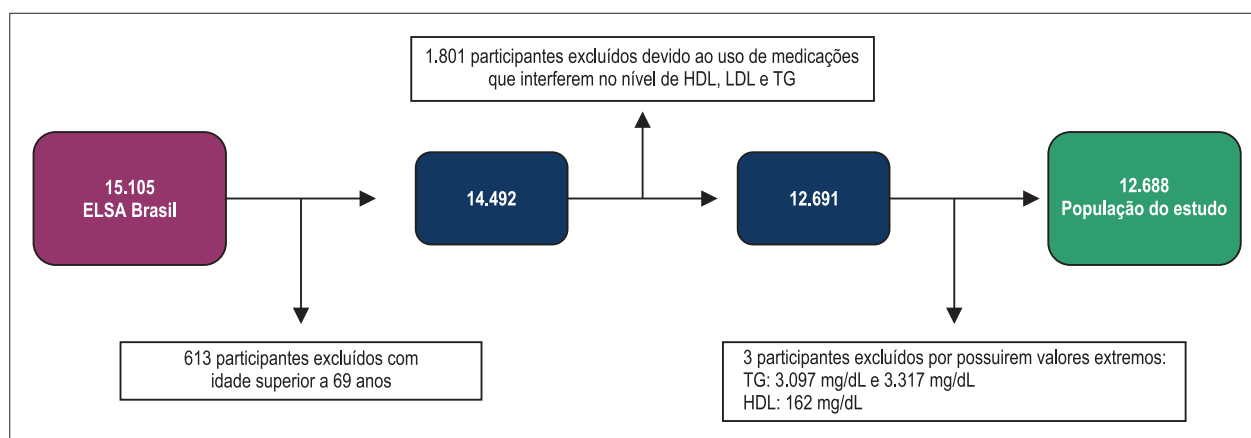 1.801 participantes excluídos devido ao uso de medicações
que interferem no nível de HDL, LDL e TG
15.105
ELSA Brasil
14.492
12.691
12.688
População do estudo
613 participantes excluídos com
idade superior a 69 anos
3 participantes excluídos por possuirem valores extremos:
TG: 3.097 mg/dL e 3.317 mg/dL
HDL: 162 mg/dL